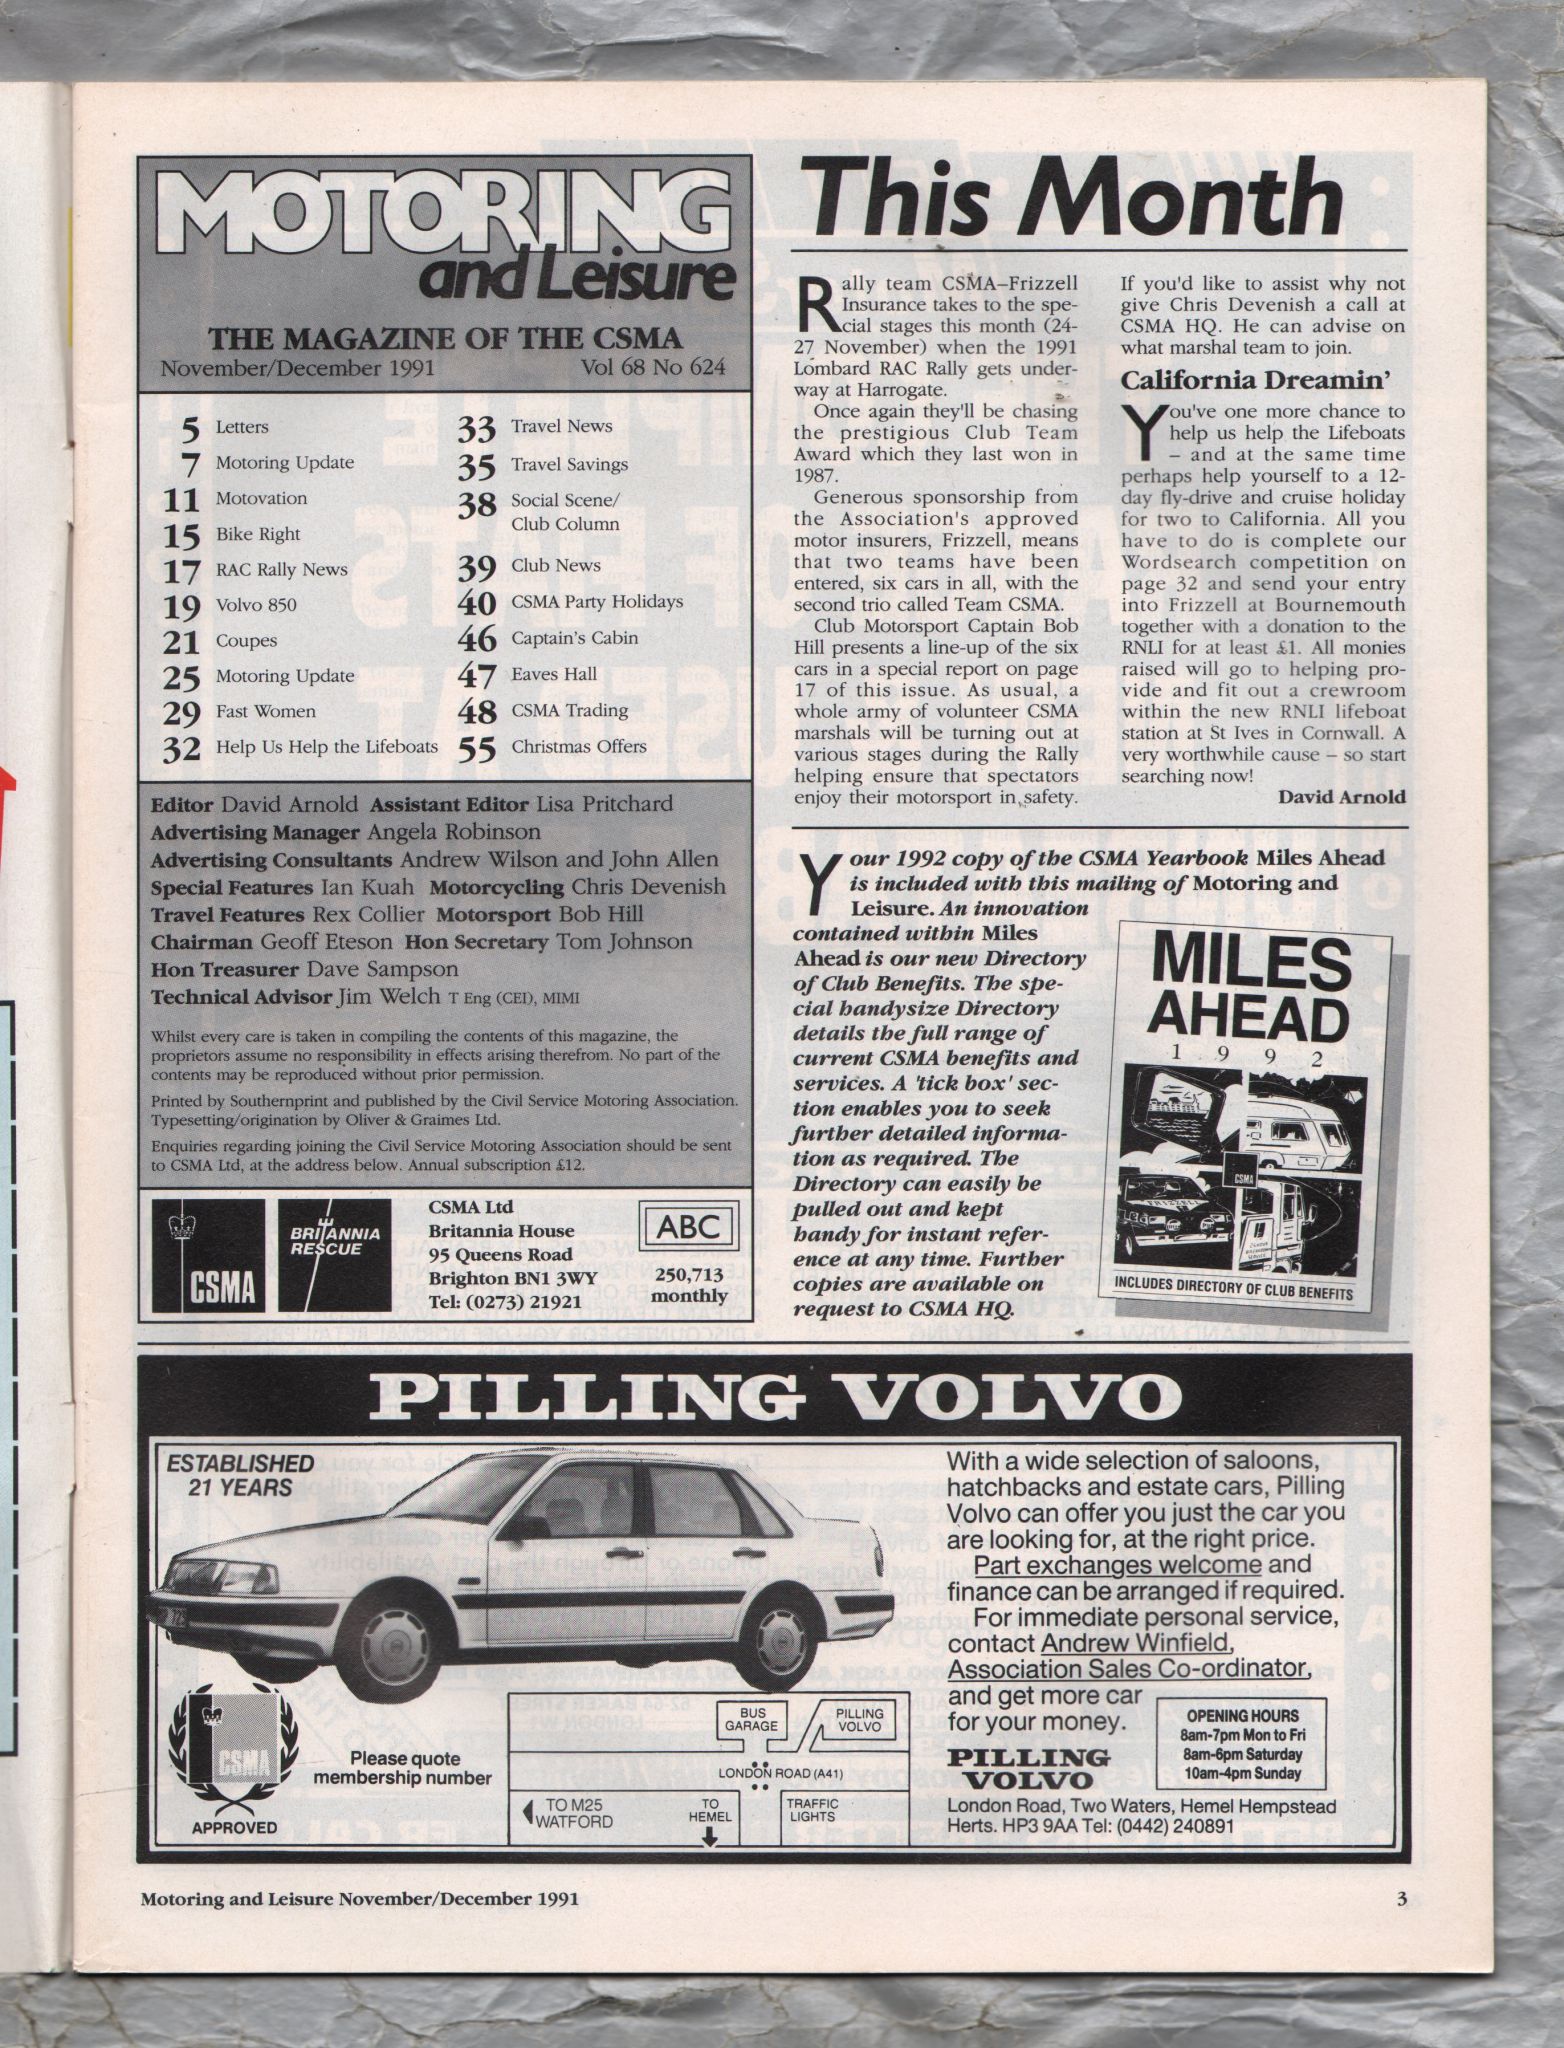 MOTORING
and Leisure
THE MAGAZINE OF THE CSMA
November/December 1991 Vol 68 No 624
5 Letters
7 Motoring Update
11 Motovation
15 Bike Right
17 RAC Rally News
19 Volvo 850
21 Coupes
25 Motoring Update
29 Fast Women
32 Help Us Help the Lifeboats
33 Travel News
35 Travel Savings
38 Social Scene/
Club Column
39 Club News
40 CSMA Party Holidays
46 Captain's Cabin
47 Eaves Hall
48 CSMA Trading
55 Christmas Offers
Editor David Arnold Assistant Editor Lisa Pritchard
Advertising Manager Angela Robinson
Advertising Consultants Andrew Wilson and John Allen
Special Features Ian Kuah Motorcycling Chris Devenish
Travel Features Rex Collier Motorsport Bob Hill
Chairman Geoff Eteson Hon Secretary Tom Johnson
Hon Treasurer Dave Sampson
Technical Advisor Jim Welch T Eng (CEI), MIMI
Whilst every care is taken in compiling the contents of this magazine, the
proprietors assume no responsibility in effects arising therefrom. No part of the
contents may be reproduced without prior permission.
Printed by Southernprint and published by the Civil Service Motoring Association.
Typesetting/origination by Oliver & Graimes Ltd.
Enquiries regarding joining the Civil Service Motoring Association should be sent
to CSMA Ltd, at the address below. Annual subscription £12.
CSMA
BRITANNIA
RESCUE
CSMA Ltd
Britannia House
95 Queens Road
Brighton BN1 3WY
Tel: (0273) 21921
ABC
250,713
monthly
This Month
Rally team CSMA–Frizzell
Insurance takes to the spe-
cial stages this month (24-
27 November) when the 1991
Lombard RAC Rally gets under-
way at Harrogate.
Once again they'll be chasing
the prestigious Club Team
Award which they last won in
1987.
Generous sponsorship from
the Association's approved
motor insurers, Frizzell, means
that two teams have been
entered, six cars in all, with the
second trio called Team CSMA.
Club Motorsport Captain Bob
Hill presents a line-up of the six
cars in a special report on page
17 of this issue. As usual, a
whole army of volunteer CSMA
marshals will be turning out at
various stages during the Rally
helping ensure that spectators
enjoy their motorsport in safety.
If you'd like to assist why not
give Chris Devenish a call at
CSMA HQ. He can advise on
what marshal team to join.
California Dreamin'
You've one more chance to
help us help the Lifeboats
– and at the same time
perhaps help yourself to a 12-
day fly-drive and cruise holiday
for two to California. All you
have to do is complete our
Wordsearch competition on
page 32 and send your entry
into Frizzell at Bournemouth
together with a donation to the
RNLI for at least £1. All monies
raised will go to helping pro-
vide and fit out a crewroom
within the new RNLI lifeboat
station at St Ives in Cornwall. A
very worthwhile cause – so start
searching now!
David Arnold
Your 1992 copy of the CSMA Yearbook Miles Ahead
is included with this mailing of Motoring and
Leisure. An innovation
contained within Miles
Ahead is our new Directory
of Club Benefits. The spe-
cial handysize Directory
details the full range of
current CSMA benefits and
services. A 'tick box' sec-
tion enables you to seek
further detailed informa-
tion as required. The
Directory can easily be
pulled out and kept
handy for instant refer-
ence at any time. Further
copies are available on
request to CSMA HQ.
MILES
AHEAD
1992
CSMA
FRIZZELL
INCLUDES DIRECTORY OF CLUB BENEFITS
PILLING VOLVO
ESTABLISHED
21 YEARS
CSMA
APPROVED
Please quote
membership number
BUS
GARAGE
PILLING
VOLVO
LONDON ROAD (A41)
TO M25
WATFORD
TO
HEMEL
TRAFFIC
LIGHTS
With a wide selection of saloons,
hatchbacks and estate cars, Pilling
Volvo can offer you just the car you
are looking for, at the right price.
Part exchanges welcome and
finance can be arranged if required.
For immediate personal service,
contact Andrew Winfield,
Association Sales Co-ordinator,
and get more car
for your money.
OPENING HOURS
8am-7pm Mon to Fri
8am-6pm Saturday
10am-4pm Sunday
PILLING
VOLVO
London Road, Two Waters, Hemel Hempstead
Herts. HP3 9AA Tel: (0442) 240891
Motoring and Leisure November/December 1991 3